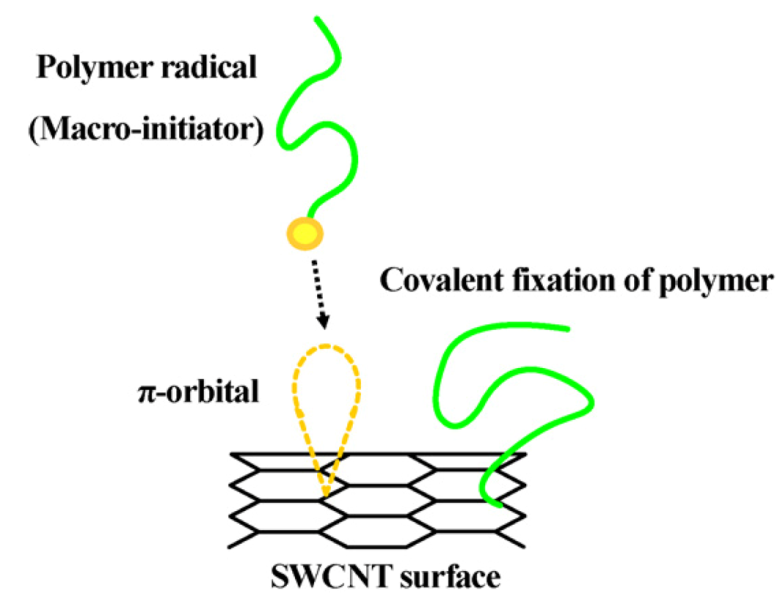 Polymer radical
(Macro-initiator)
Covalent fixation of polymer
π-orbital
SWCNT surface